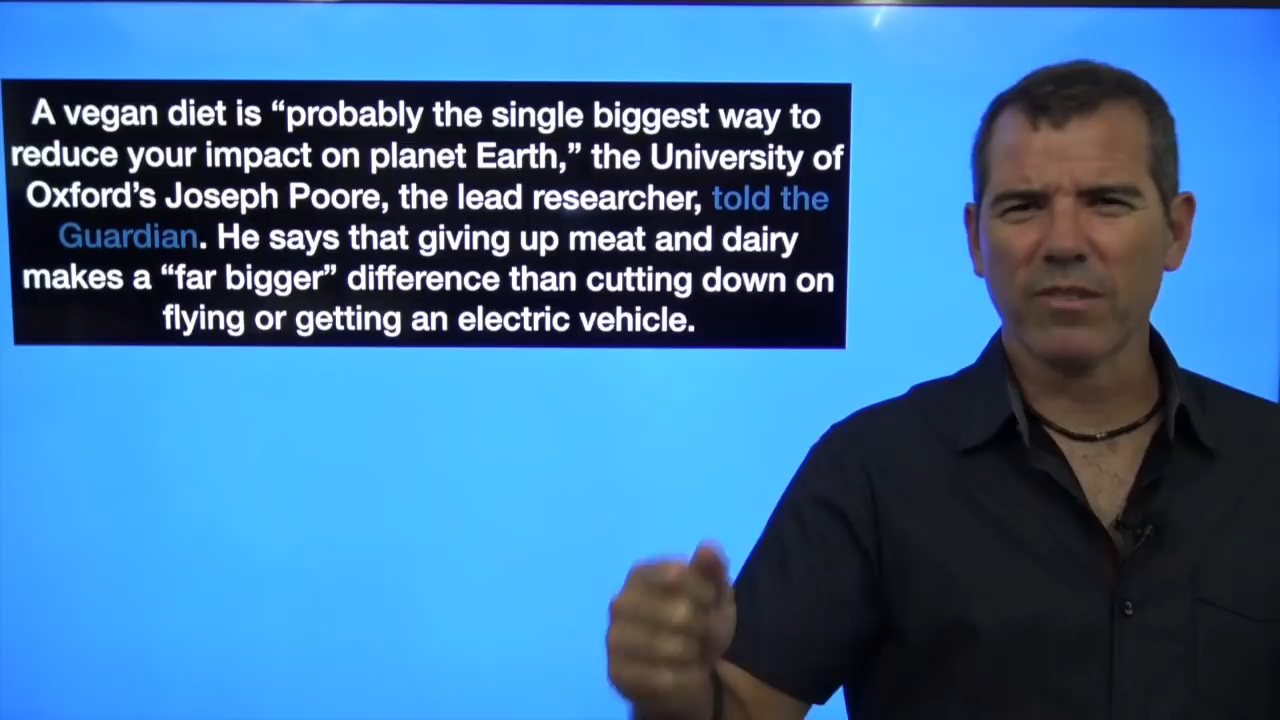 A vegan diet is “probably the single biggest way to
reduce your impact on planet Earth,” the University of
Oxford’s Joseph Poore, the lead researcher, told the
Guardian. He says that giving up meat and dairy
makes a “far bigger” difference than cutting down on
flying or getting an electric vehicle.